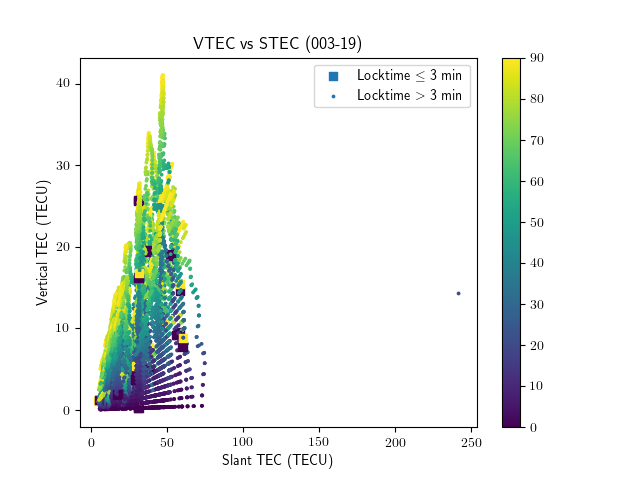 VTEC vs STEC (003-19)
Locktime ≤ 3 min
Locktime > 3 min
Vertical TEC (TECU)
40
30
20
10
0
0 50 100 150 200 250
Slant TEC (TECU)
90
80
70
60
50
40
30
20
10
0